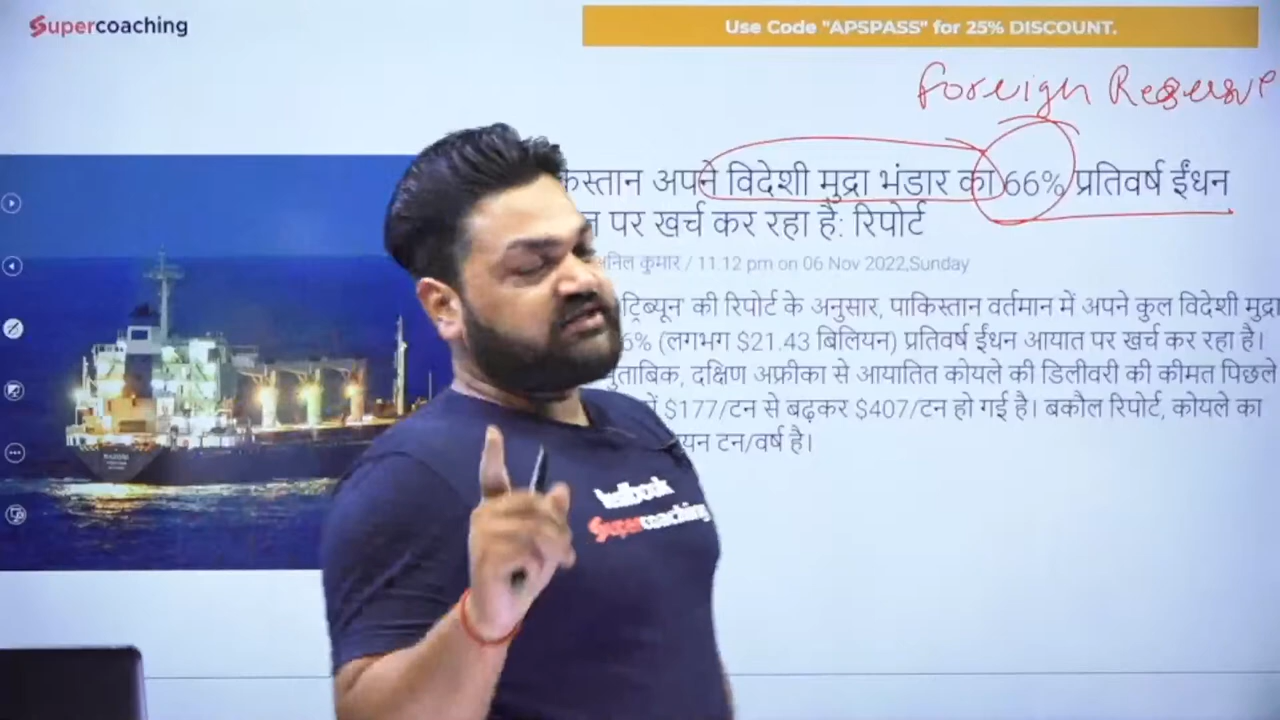 Supercoaching
Use Code "APSPASS" for 25% DISCOUNT.
Foreign Reserve
अपने विदेशी मुद्रा भंडार का 66% प्रतिवर्ष ईंधन
पर खर्च कर रहा है: रिपोर्ट
कुमार / 11.12 pm on 06 Nov 2022,Sunday
की रिपोर्ट के अनुसार, पाकिस्तान वर्तमान में अपने कुल विदेशी मुद्रा
(लगभग $21.43 बिलियन) प्रतिवर्ष ईंधन आयात पर खर्च कर रहा है।
दक्षिण अफ्रीका से आयातित कोयले की डिलीवरी की कीमत पिछले
$177/टन से बढ़कर $407/टन हो गई है। बकौल रिपोर्ट, कोयले का
टन/वर्ष है।
testbook
Supercoaching